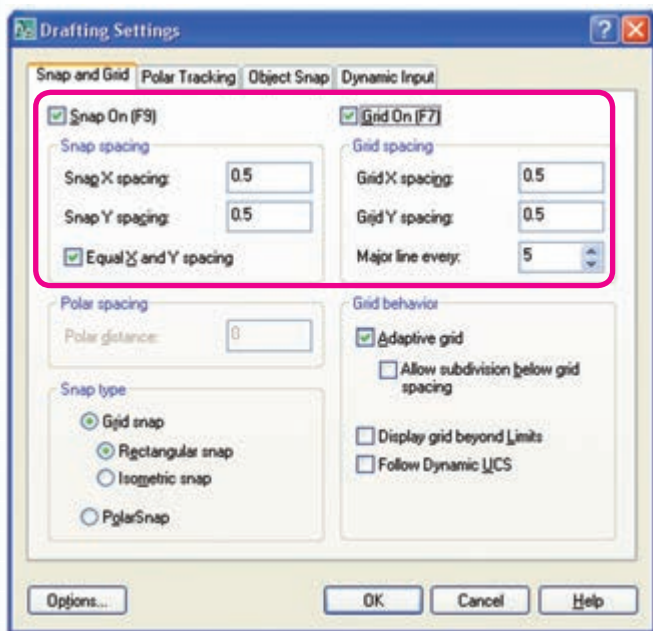 Drafting Settings
Snap and Grid Polar Tracking Object Snap Dynamic Input
Snap On (F9)
Snap spacing
Snap X spacing: 0.5
Snap Y spacing: 0.5
Equal X and Y spacing
Grid On (F7)
Grid spacing
Grid X spacing: 0.5
Grid Y spacing: 0.5
Major line every: 5
Polar spacing
Polar distance: 0
Snap type
Grid snap
Rectangular snap
Isometric snap
PolarSnap
Grid behavior
Adaptive grid
Allow subdivision below grid
spacing
Display grid beyond Limits
Follow Dynamic UCS
Options... OK Cancel Help